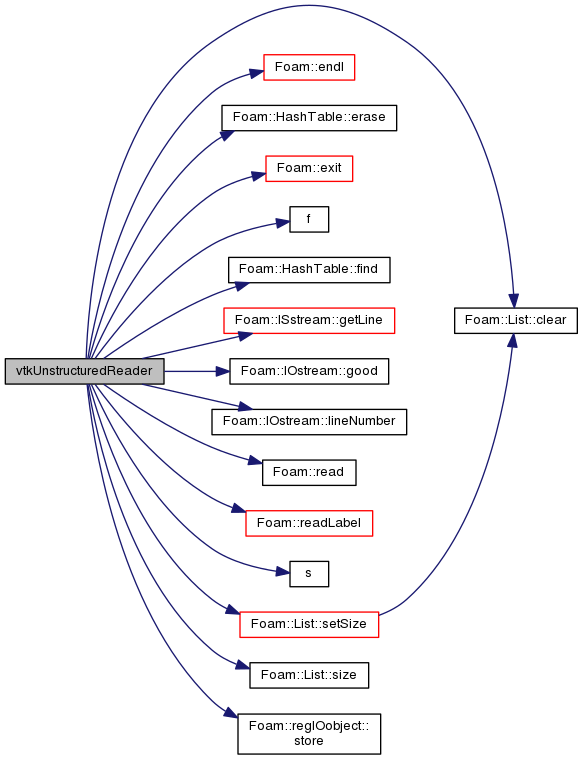 Foam::endl
Foam::HashTable::erase
Foam::exit
f
Foam::HashTable::find
Foam::ISstream::getLine
Foam::List::clear
vtkUnstructuredReader
Foam::IOstream::good
Foam::IOstream::lineNumber
Foam::read
Foam::readLabel
s
Foam::List::setSize
Foam::List::size
Foam::regIOobject::
store